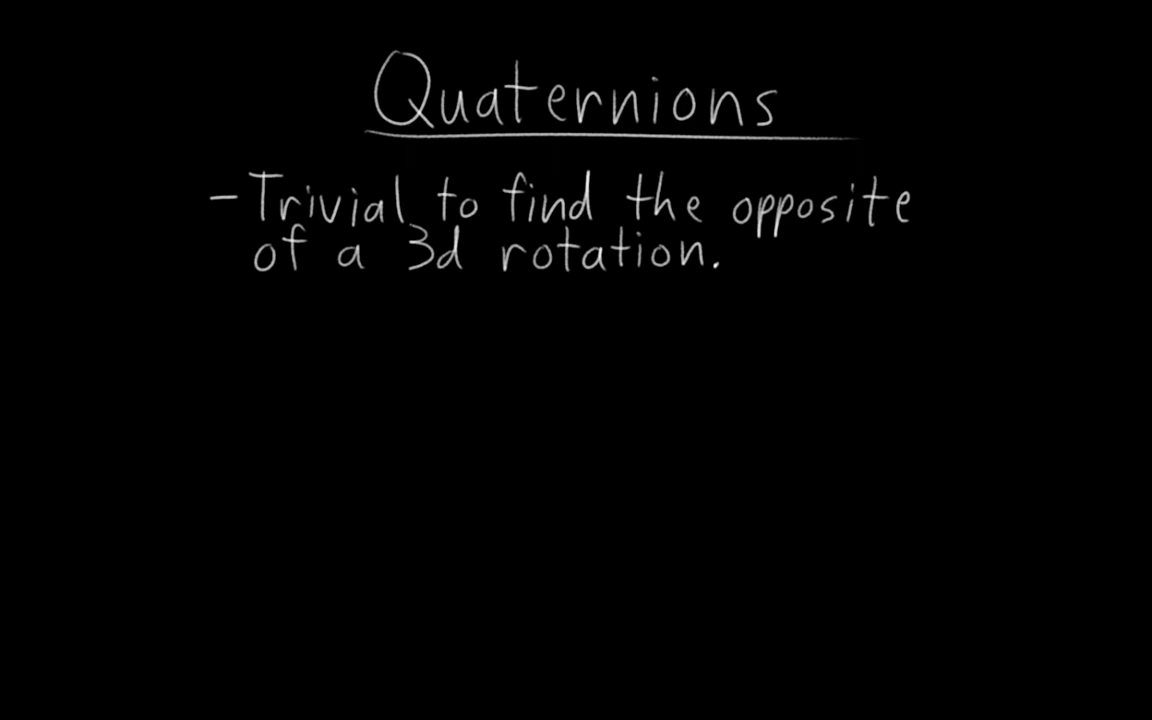 Quaternions
- Trivial to find the opposite
of a 3d rotation.